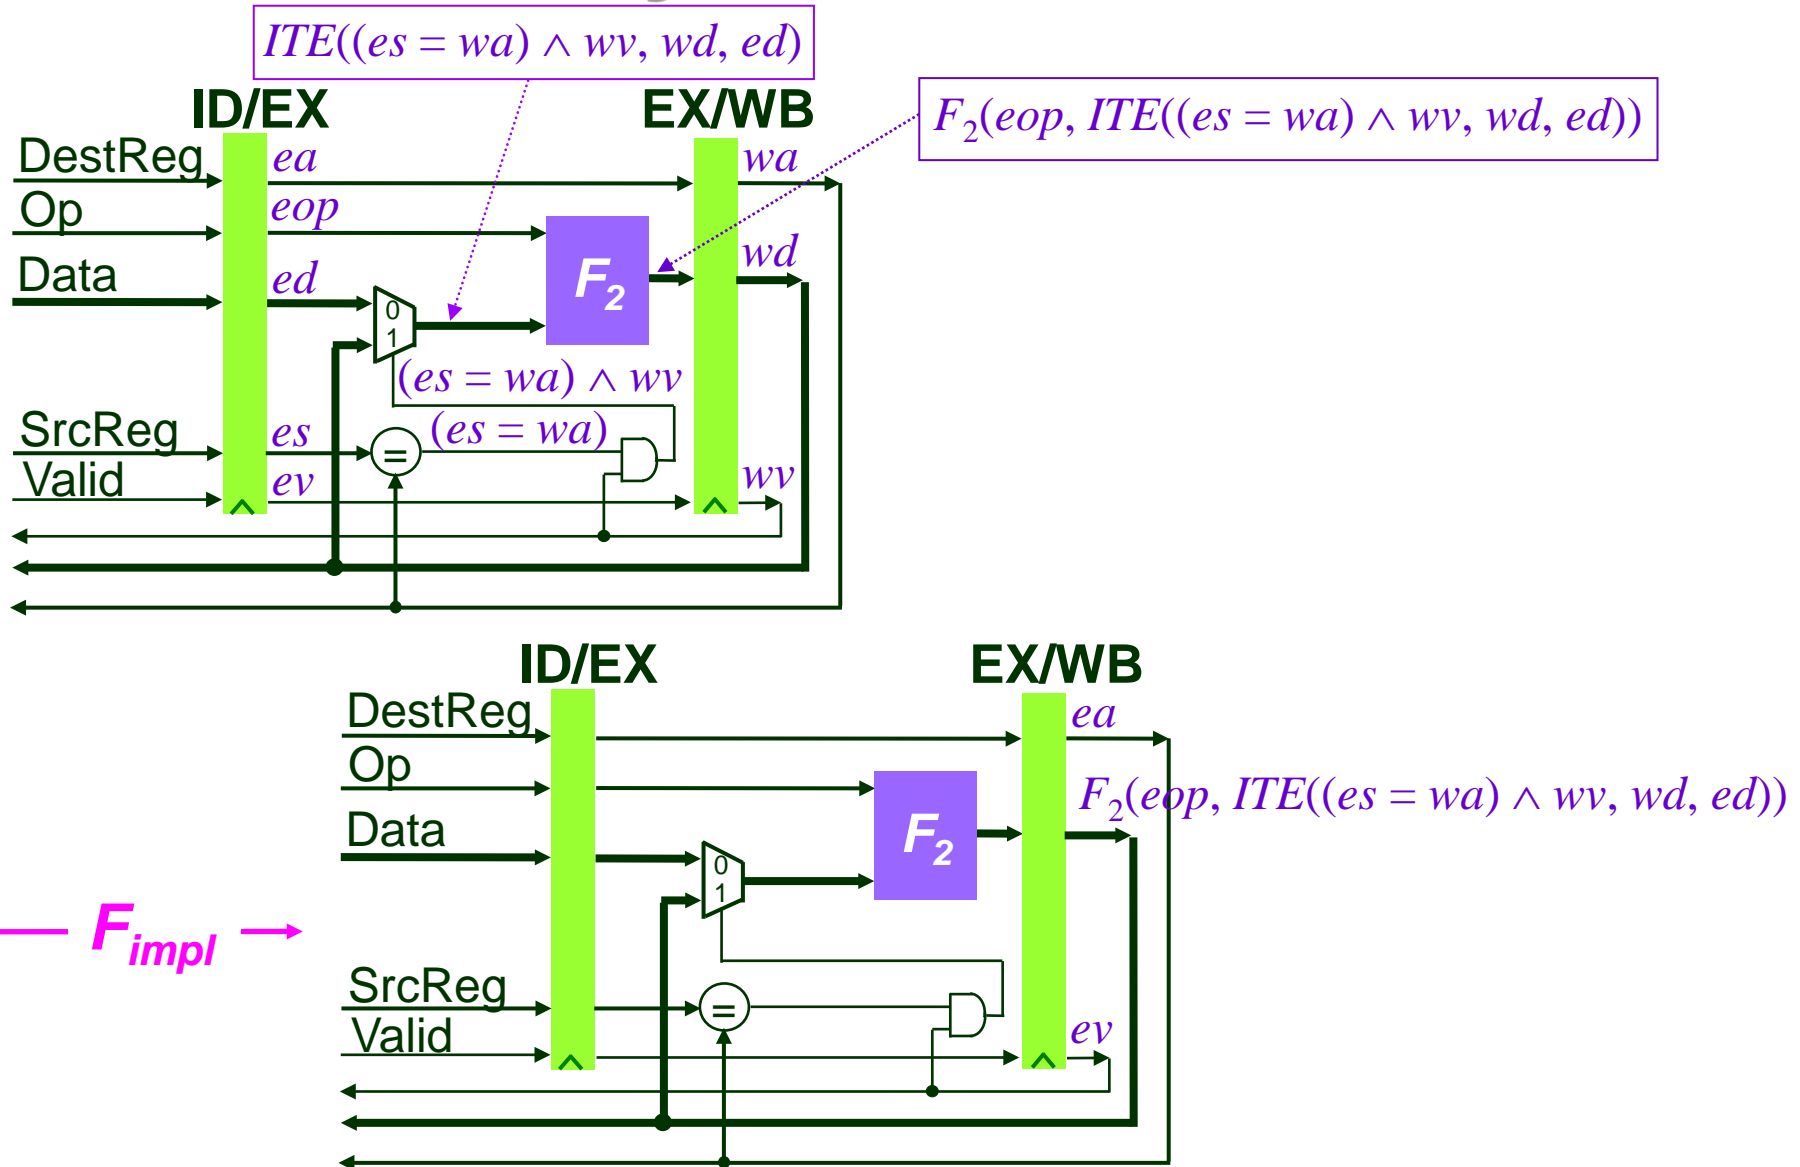 ITE((es = wa) ∧ wv, wd, ed)
F₂(eop, ITE((es = wa) ∧ wv, wd, ed))
ID/EX EX/WB
DestReg ea wa
Op eop
Data ed F₂ wd
0
1
(es = wa) ∧ wv
SrcReg es = (es = wa)
Valid ev wv
ID/EX EX/WB
DestReg ea
Op
F₂(eop, ITE((es = wa) ∧ wv, wd, ed))
Data F₂
0
1
F_impl
SrcReg =
Valid ev